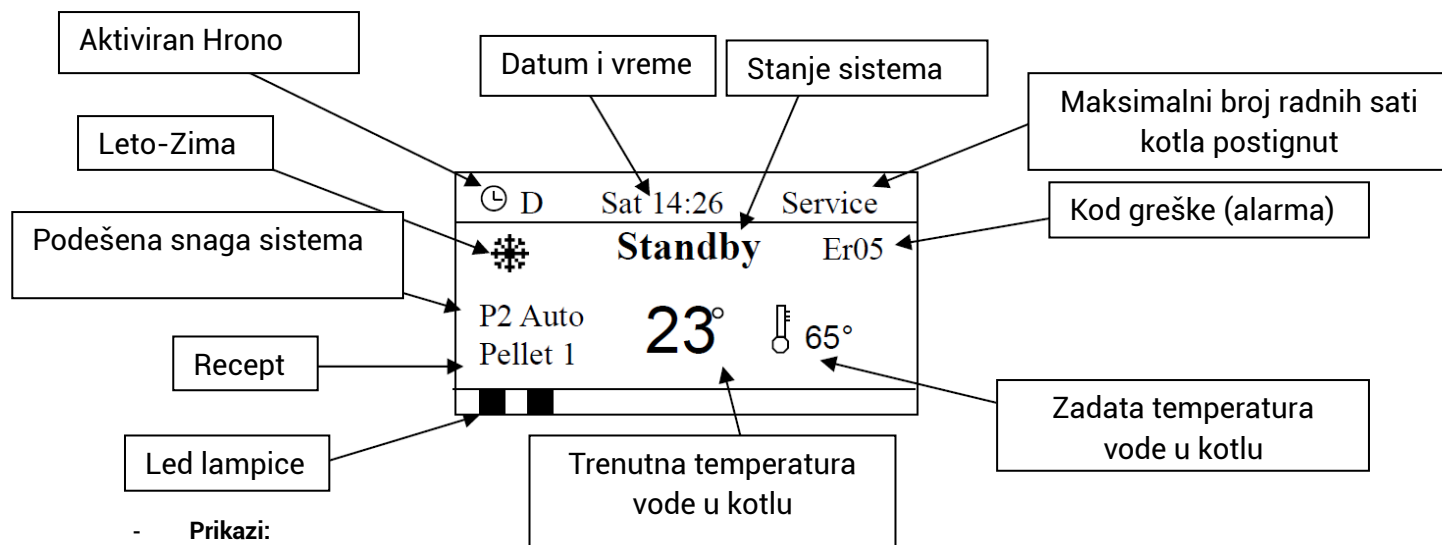 Aktiviran Hrono
Datum i vreme
Stanje sistema
Maksimalni broj radnih sati
kotla postignut
Leto-Zima
Kod greške (alarma)
Podešena snaga sistema
D Sat 14:26 Service
Standby Er05
P2 Auto
Pellet 1
23° 65°
Recept
Led lampice
Trenutna temperatura
vode u kotlu
Zadata temperatura
vode u kotlu
- Prikazi: